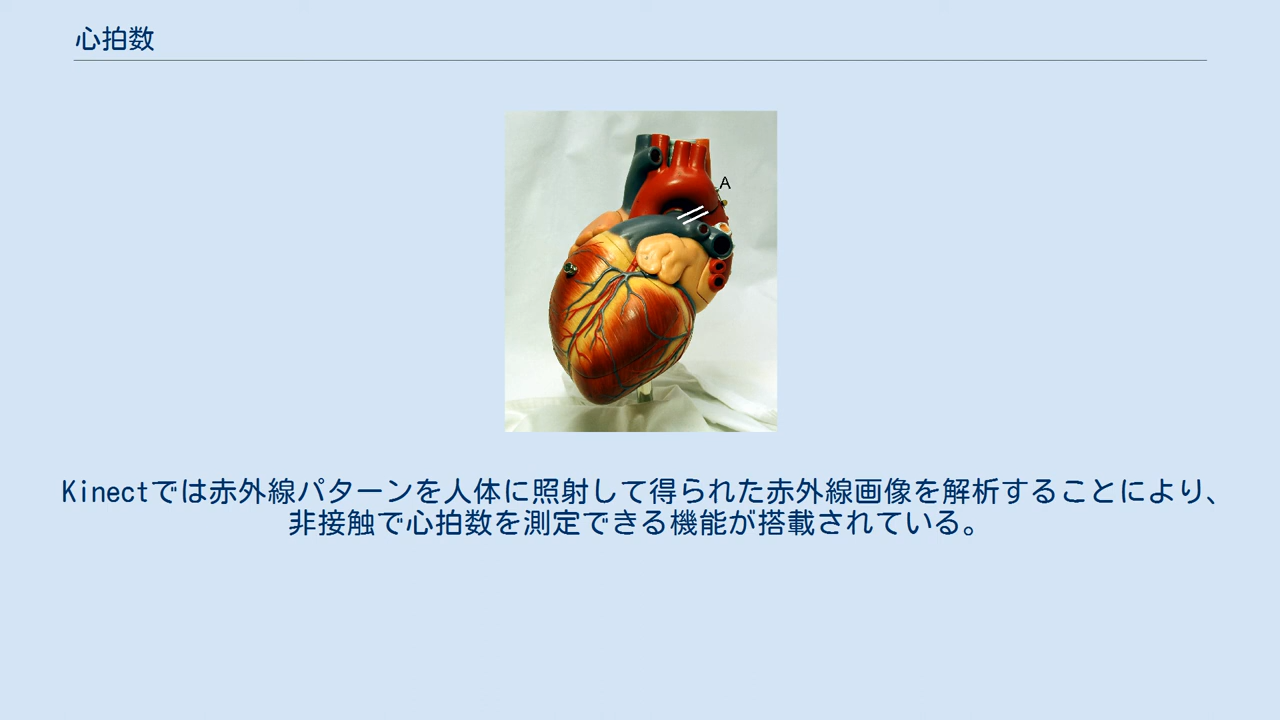 心拍数
A
Kinectでは赤外線パターンを人体に照射して得られた赤外線画像を解析することにより、
非接触で心拍数を測定できる機能が搭載されている。